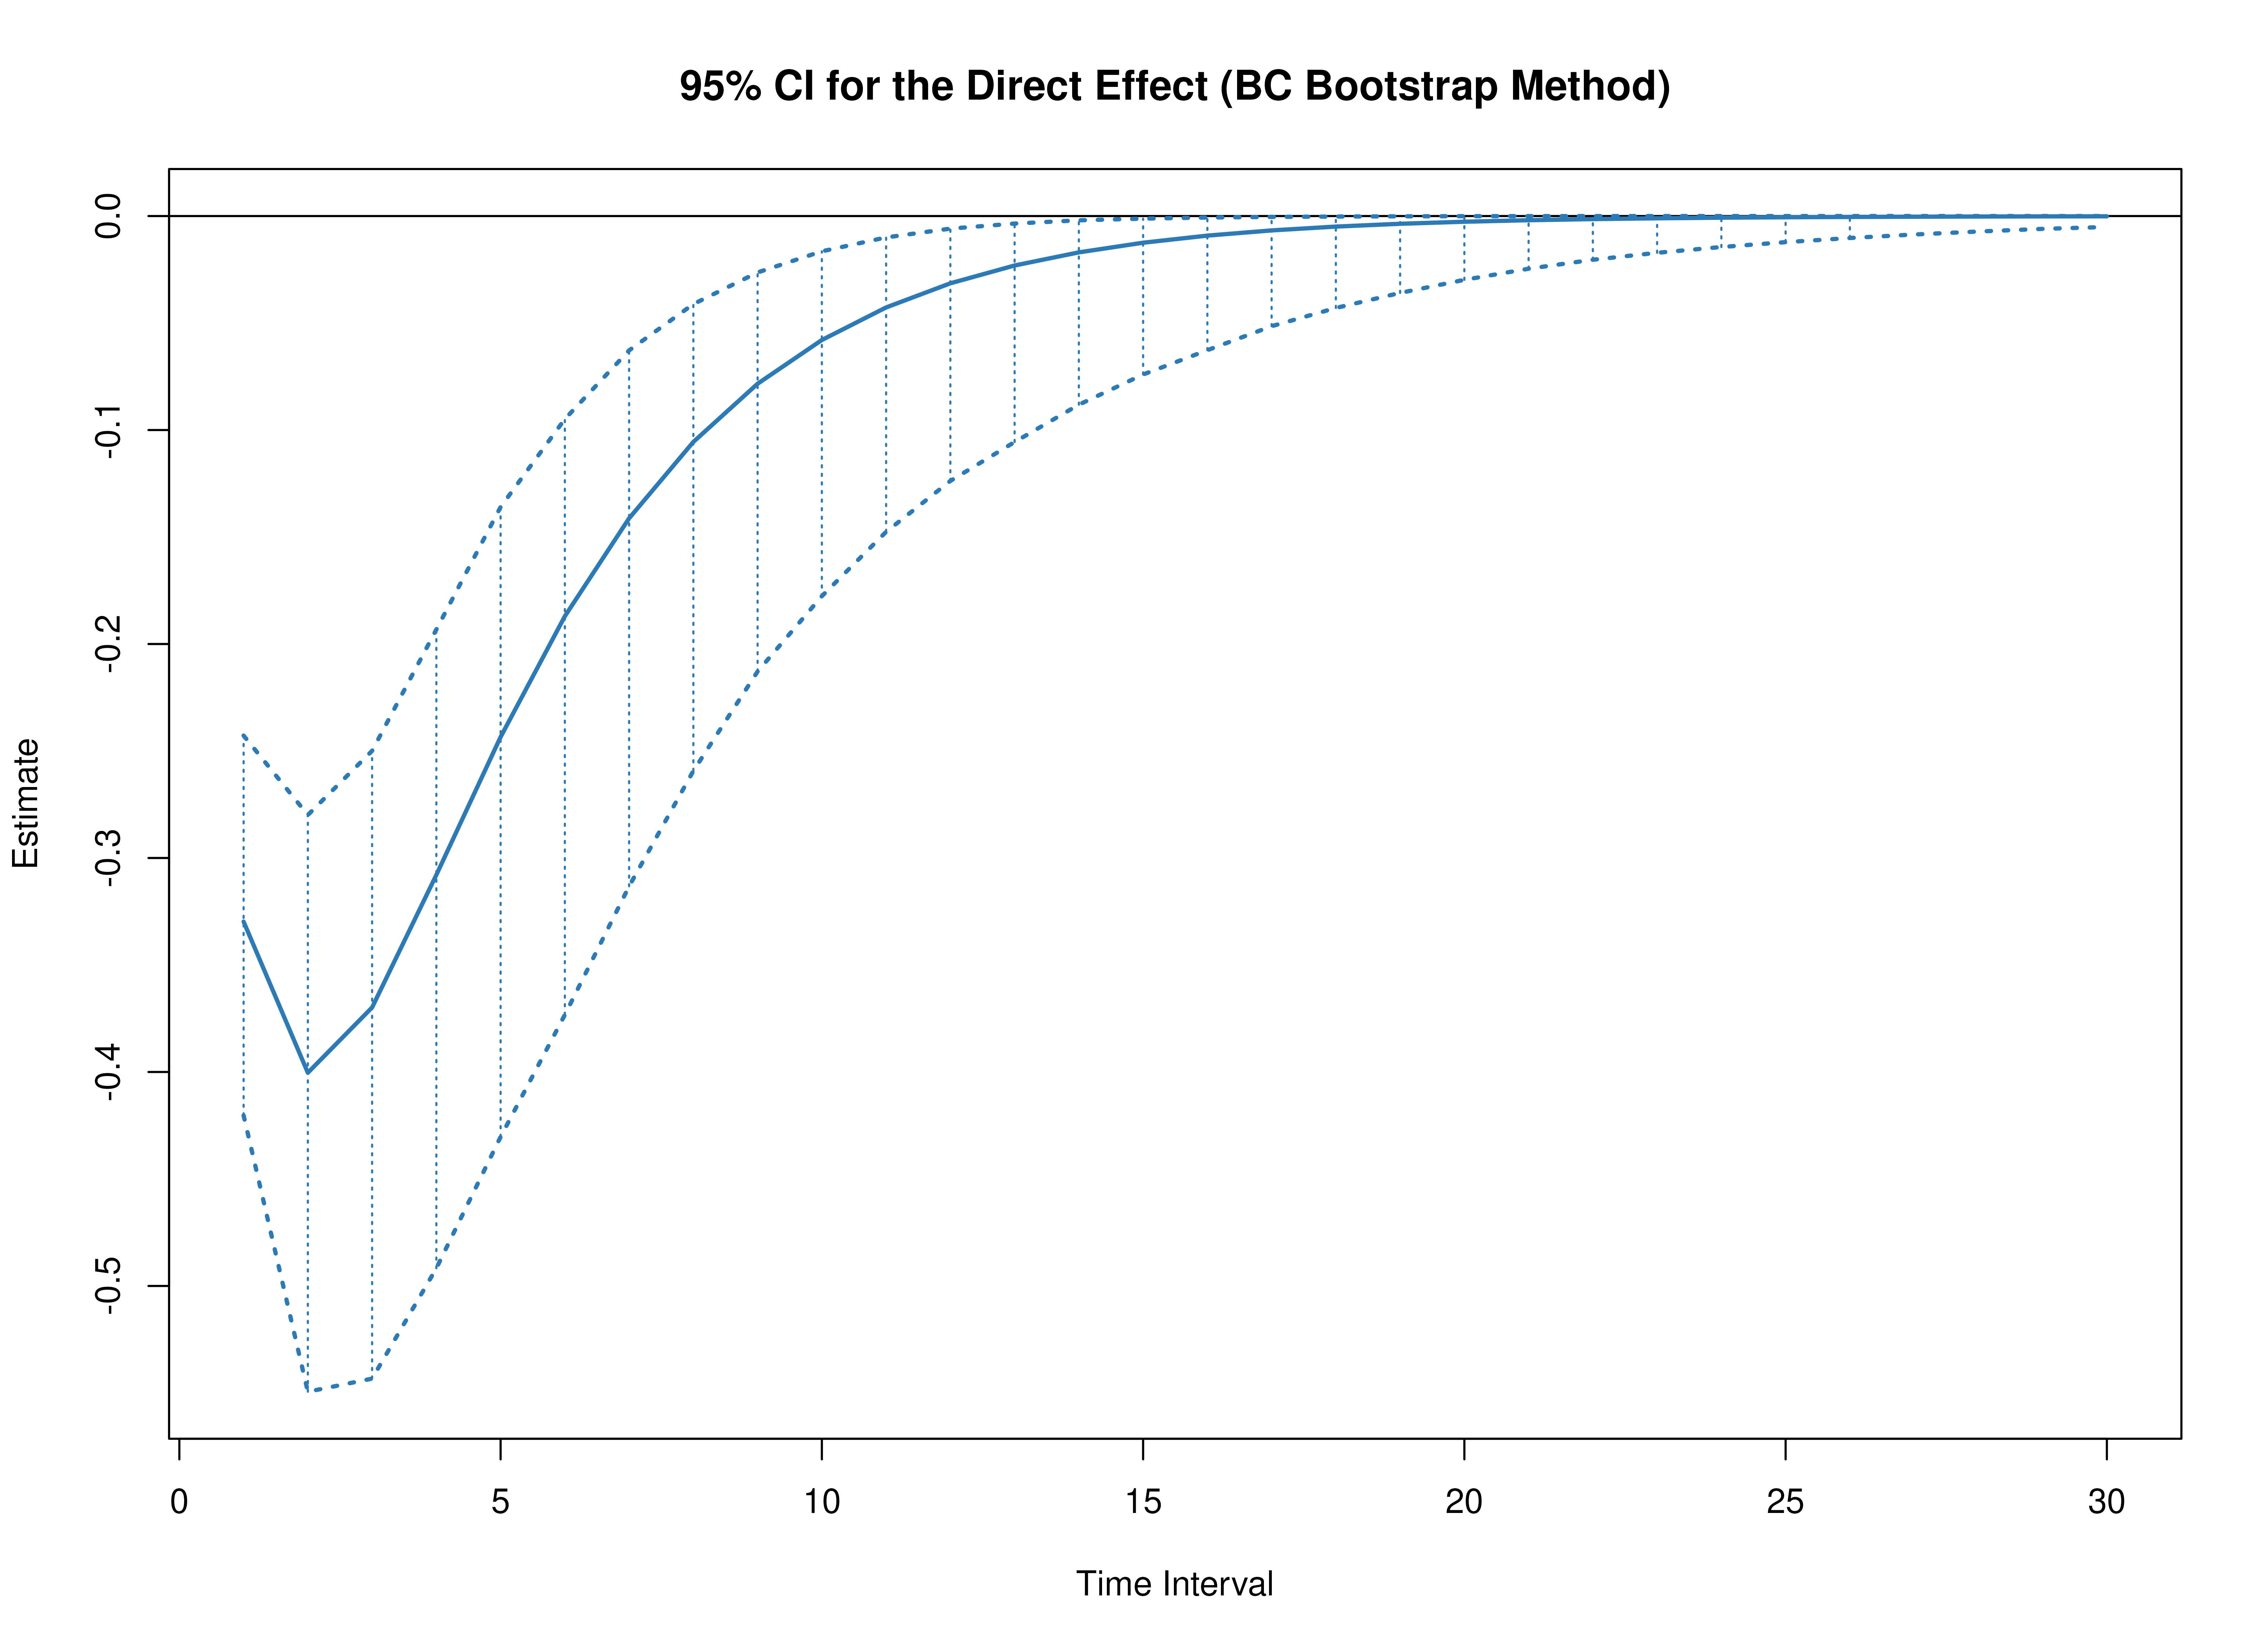 95% CI for the Direct Effect (BC Bootstrap Method)
Estimate
0.0
-0.1
-0.2
-0.3
-0.4
-0.5
0 5 10 15 20 25 30
Time Interval